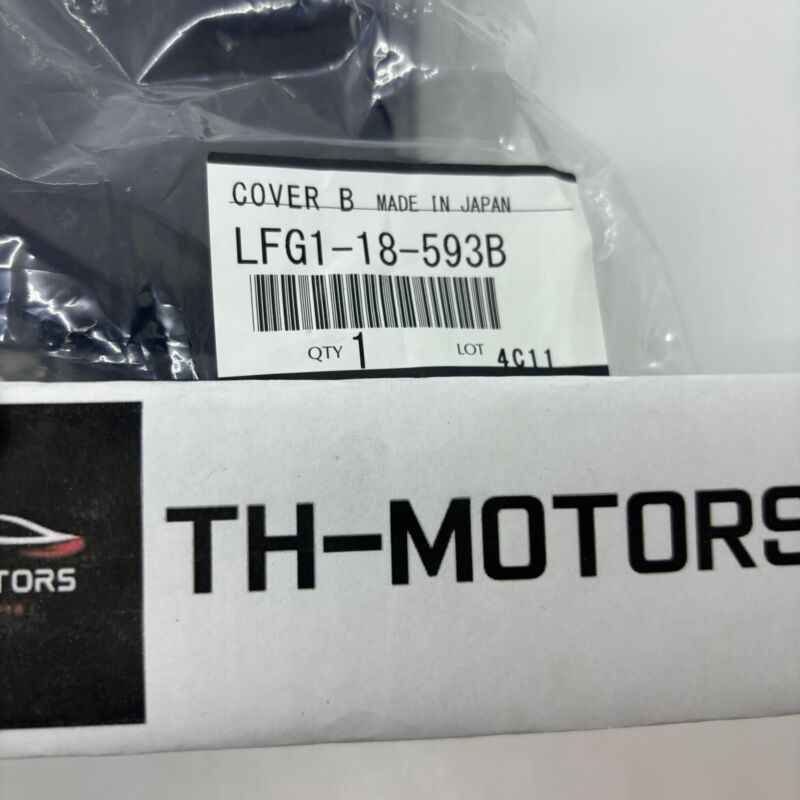 COVER B MADE IN JAPAN
LFG1-18-593B
QTY 1 LOT 4C11
TH-MOTORS
TORS